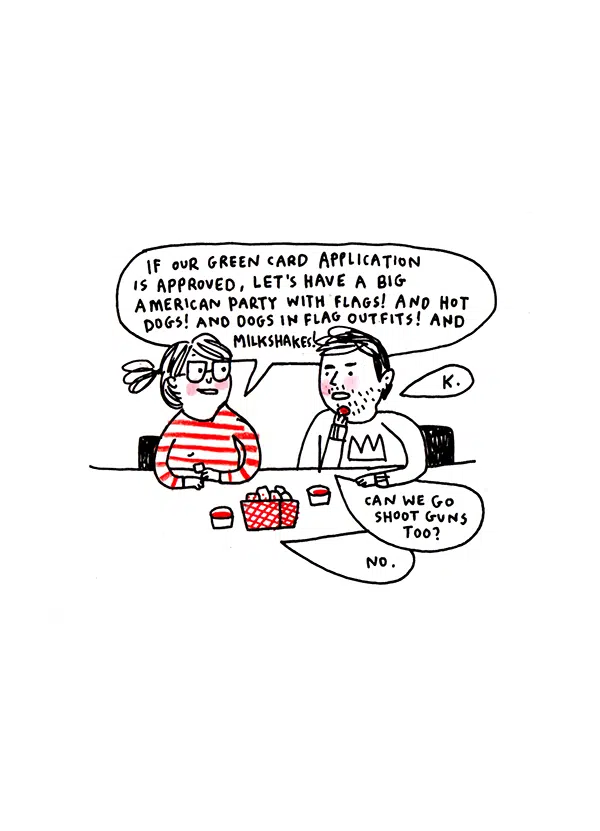 IF OUR GREEN CARD APPLICATION
IS APPROVED, LET'S HAVE A BIG
AMERICAN PARTY WITH FLAGS! AND HOT
DOGS! AND DOGS IN FLAG OUTFITS! AND
MILKSHAKES!
K.
CAN WE GO
SHOOT GUNS
TOO?
NO.